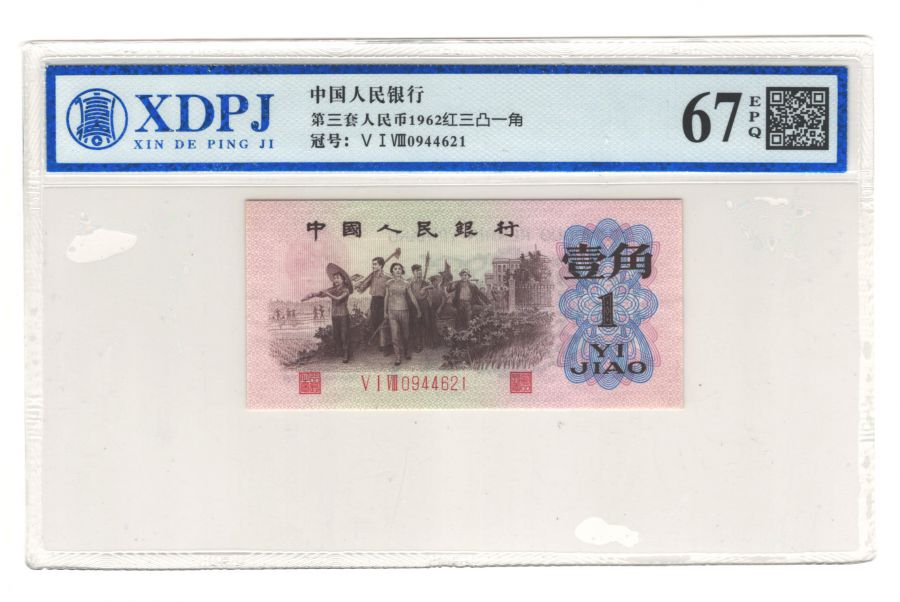 XDPJ
XIN DE PING JI
中国人民银行
第三套人民币1962红三凸一角
冠号：ⅤⅠⅧ0944621
67
EPQ
中國人民銀行
壹角
1
YI
JIAO
ⅤⅠⅧ0944621